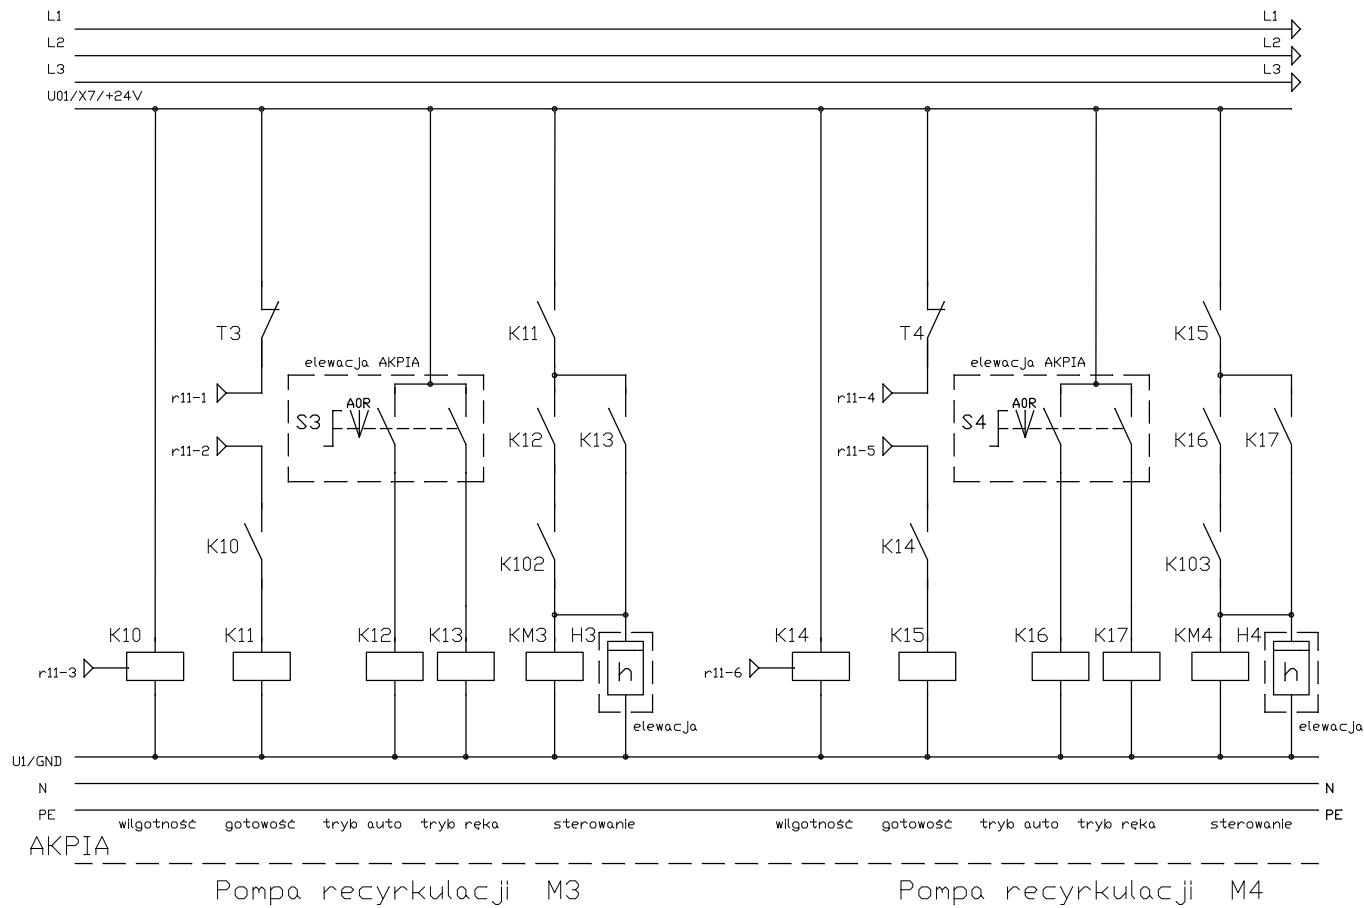 L1 L1
L2 L2
L3 L3
U01/X7/+24V
T3 K11 T4 K15
elewacja AKPIA elewacja AKPIA
r11-1 AOR r11-4 AOR
S3 K12 K13 S4 K16 K17
r11-2 r11-5
K10 K102 K14 K103
K10 K11 K12 K13 KM3 H3 K14 K15 K16 K17 KM4 H4
r11-3 h r11-6 h
elewacja elewacja
U1/GND
N N
PE PE
wilgotność gotowość tryb auto tryb ręka sterowanie wilgotność gotowość tryb auto tryb ręka sterowanie
AKPIA
Pompa recyrkulacji M3 Pompa recyrkulacji M4